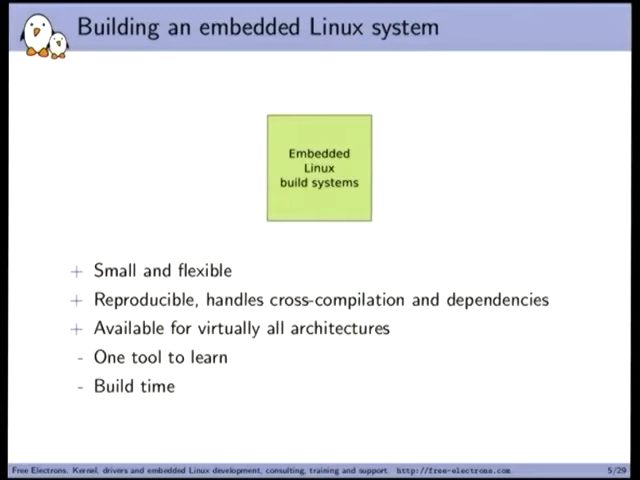 Building an embedded Linux system
Embedded
Linux
build systems
+ Small and flexible
+ Reproducible, handles cross-compilation and dependencies
+ Available for virtually all architectures
- One tool to learn
- Build time
Free Electrons. Kernel, drivers and embedded Linux development, consulting, training and support. http://free-electrons.com 5/29